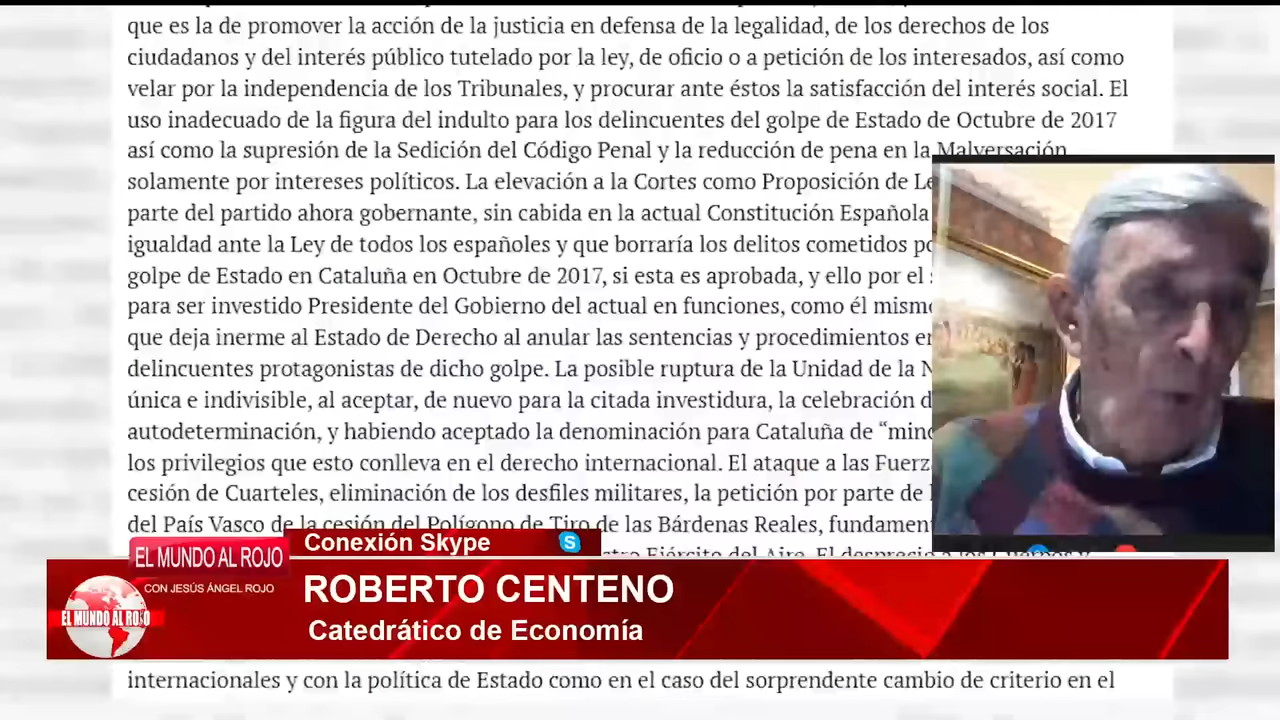 que es la de promover la acción de la justicia en defensa de la legalidad, de los derechos de los
ciudadanos y del interés público tutelado por la ley, de oficio o a petición de los interesados, así como
velar por la independencia de los Tribunales, y procurar ante éstos la satisfacción del interés social. El
uso inadecuado de la figura del indulto para los delincuentes del golpe de Estado de Octubre de 2017
así como la supresión de la Sedición del Código Penal y la reducción de pena en la Malversación
solamente por intereses políticos. La elevación a la Cortes como Proposición de Le
parte del partido ahora gobernante, sin cabida en la actual Constitución Española
igualdad ante la Ley de todos los españoles y que borraría los delitos cometidos po
golpe de Estado en Cataluña en Octubre de 2017, si esta es aprobada, y ello por el s
para ser investido Presidente del Gobierno del actual en funciones, como él mismo
que deja inerme al Estado de Derecho al anular las sentencias y procedimientos en
delincuentes protagonistas de dicho golpe. La posible ruptura de la Unidad de la N
única e indivisible, al aceptar, de nuevo para la citada investidura, la celebración d
autodeterminación, y habiendo aceptado la denominación para Cataluña de “mino
los privilegios que esto conlleva en el derecho internacional. El ataque a las Fuerza
cesión de Cuarteles, eliminación de los desfiles militares, la petición por parte de
del País Vasco de la cesión del Polígono de Tiro de las Bárdenas Reales, fundament
Ejército del Aire. El desprecio a los Cuerpos y
Conexión Skype
EL MUNDO AL ROJO
CON JESÚS ÁNGEL ROJO
EL MUNDO AL ROJO
ROBERTO CENTENO
Catedrático de Economía
internacionales y con la política de Estado como en el caso del sorprendente cambio de criterio en el